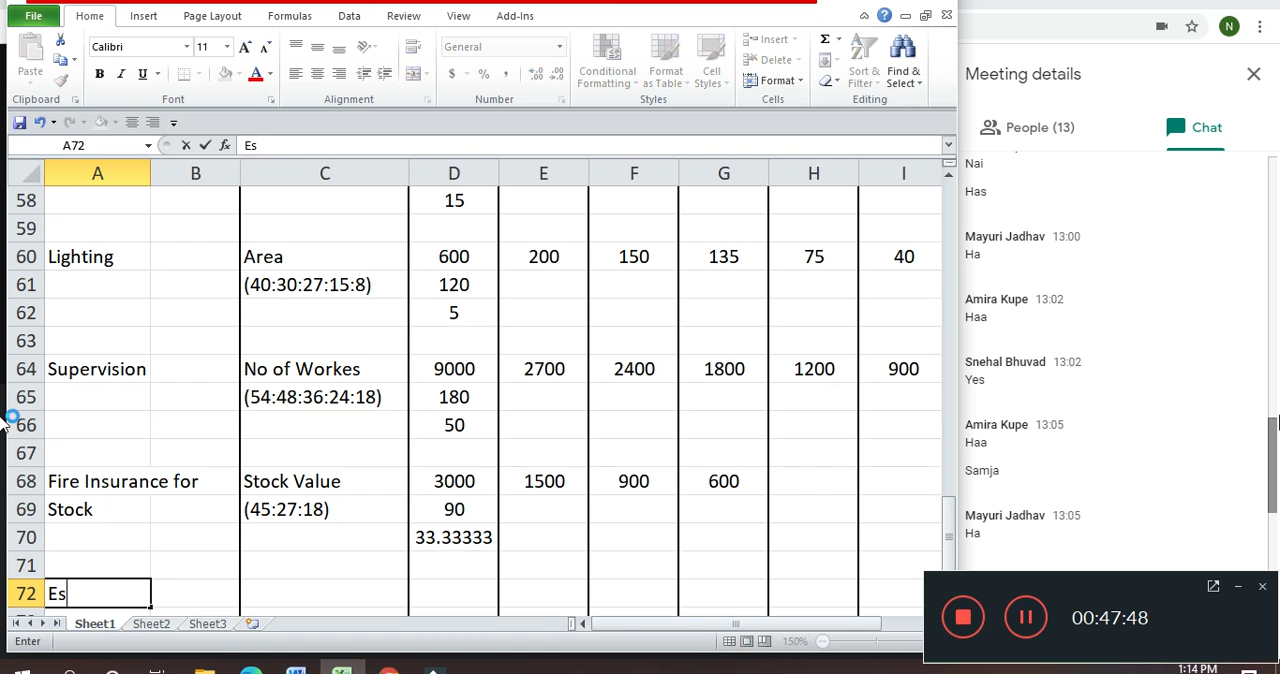 File Home Insert Page Layout Formulas Data Review View Add-Ins
Calibri 11 General Insert Σ
Paste B I U $ % , Conditional Format Cell Delete Sort & Find &
Formatting as Table Styles Format Filter Select
Clipboard Font Alignment Number Styles Cells Editing
A72 fx Es
A B C D E F G H I
58 15
59
60 Lighting Area 600 200 150 135 75 40
61 (40:30:27:15:8) 120
62 5
63
64 Supervision No of Workes 9000 2700 2400 1800 1200 900
65 (54:48:36:24:18) 180
66 50
67
68 Fire Insurance for Stock Value 3000 1500 900 600
69 Stock (45:27:18) 90
70 33.33333
71
72 Es
Sheet1 Sheet2 Sheet3
Enter 150%
N
Meeting details
People (13) Chat
Nai
Has
Mayuri Jadhav 13:00
Ha
Amira Kupe 13:02
Haa
Snehal Bhuvad 13:02
Yes
Amira Kupe 13:05
Haa
Samja
Mayuri Jadhav 13:05
Ha
00:47:48
1:14 PM